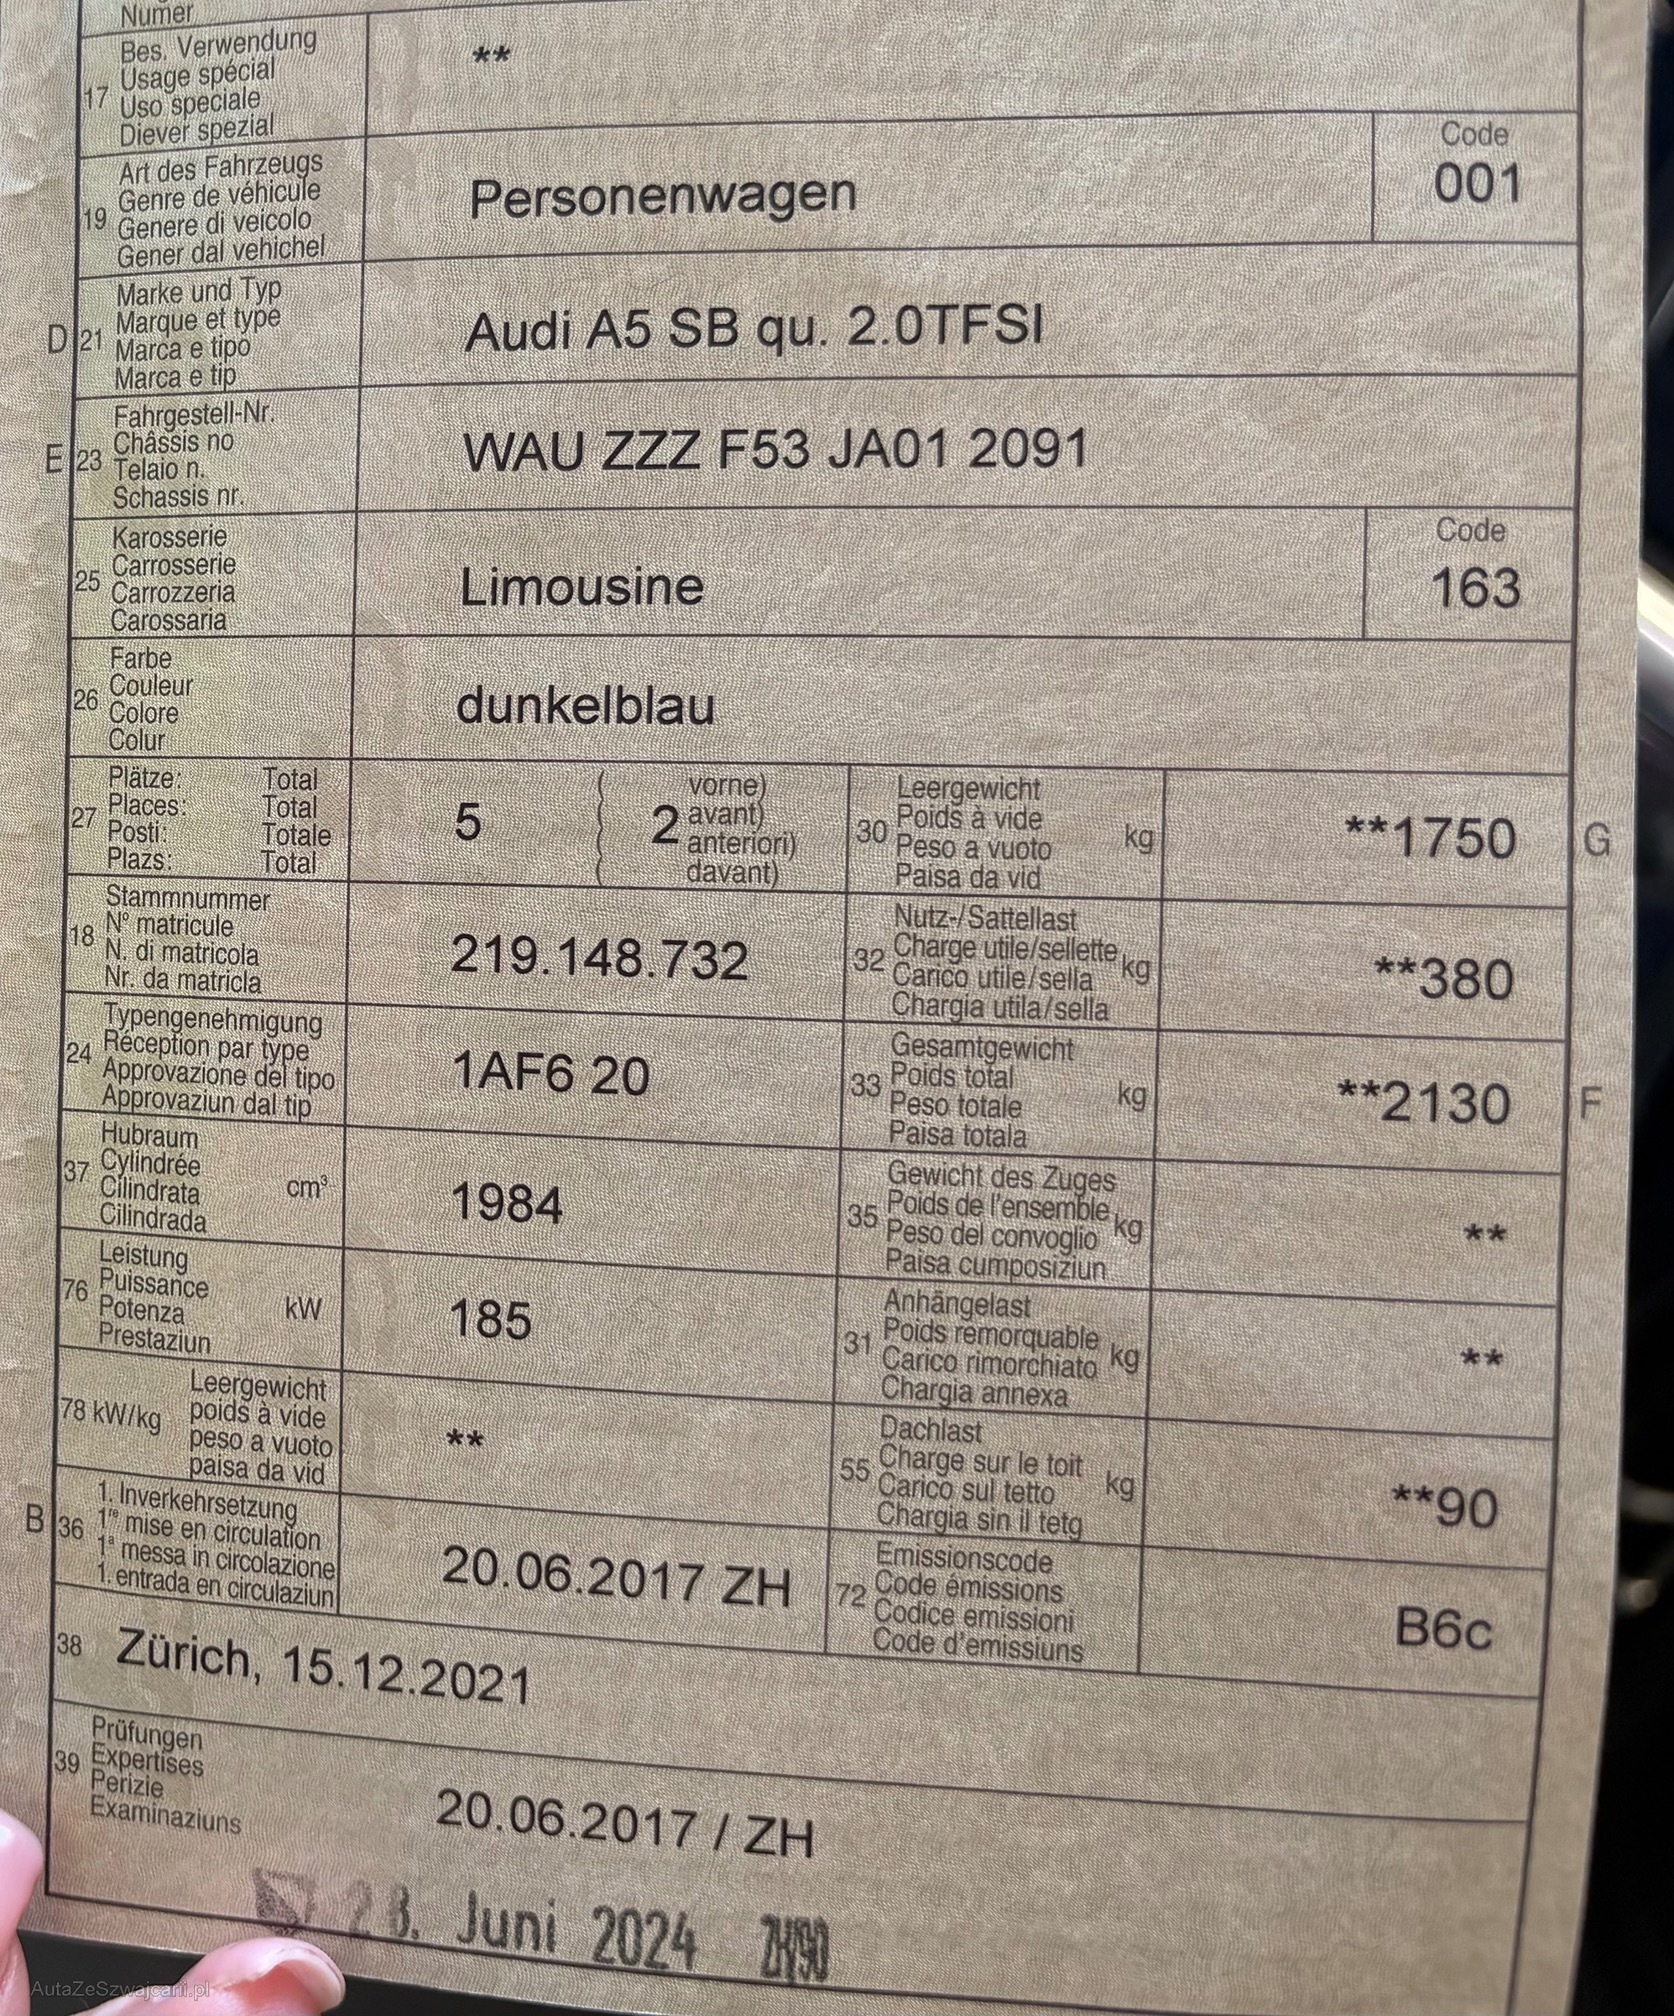 Numer
17
Bes. Verwendung
Usage spécial
Uso speciale
Diever spezial
**
19
Art des Fahrzeugs
Genre de véhicule
Genere di veicolo
Gener dal vehichel
Personenwagen
Code
001
D 21
Marke und Typ
Marque et type
Marca e tipo
Marca e tip
Audi A5 SB qu. 2.0TFSI
E 23
Fahrgestell-Nr.
Châssis no
Telaio n.
Schassis nr.
WAU ZZZ F53 JA01 2091
25
Karosserie
Carrosserie
Carrozzeria
Carossaria
Limousine
Code
163
26
Farbe
Couleur
Colore
Colur
dunkelblau
27
Plätze: Total
Places: Total
Posti: Totale
Plazs: Total
5
( vorne)
( 2 avant)
( anteriori)
( davant)
30
Leergewicht
Poids à vide
Peso a vuoto
Paisa da vid
kg
**1750
G
18
Stammnummer
N° matricule
N. di matricola
Nr. da matricla
219.148.732
32
Nutz-/Sattellast
Charge utile/sellette
Carico utile/sella
Chargia utila/sella
kg
**380
24
Typengenehmigung
Réception par type
Approvazione del tipo
Approvaziun dal tip
1AF6 20
33
Gesamtgewicht
Poids total
Peso totale
Paisa totala
kg
**2130
F
37
Hubraum
Cylindrée
Cilindrata
Cilindrada
cm³
1984
35
Gewicht des Zuges
Poids de l'ensemble
Peso del convoglio
Paisa cumposiziun
kg
**
76
Leistung
Puissance
Potenza
Prestaziun
kW
185
31
Anhängelast
Poids remorquable
Carico rimorchiato
Chargia annexa
kg
**
78 kW/kg
Leergewicht
poids à vide
peso a vuoto
paisa da vid
**
55
Dachlast
Charge sur le toit
Carico sul tetto
Chargia sin il tetg
kg
**90
B 36
1. Inverkehrsetzung
1re mise en circulation
1a messa in circolazione
1. entrada en circulaziun
20.06.2017 ZH
72
Emissionscode
Code émissions
Codice emissioni
Code d'emissiuns
B6c
38
Zürich, 15.12.2021
39
Prüfungen
Expertises
Perizie
Examinaziuns
20.06.2017 / ZH
Juni 2024 ZH90
AutaZeSzwajcarii.pl